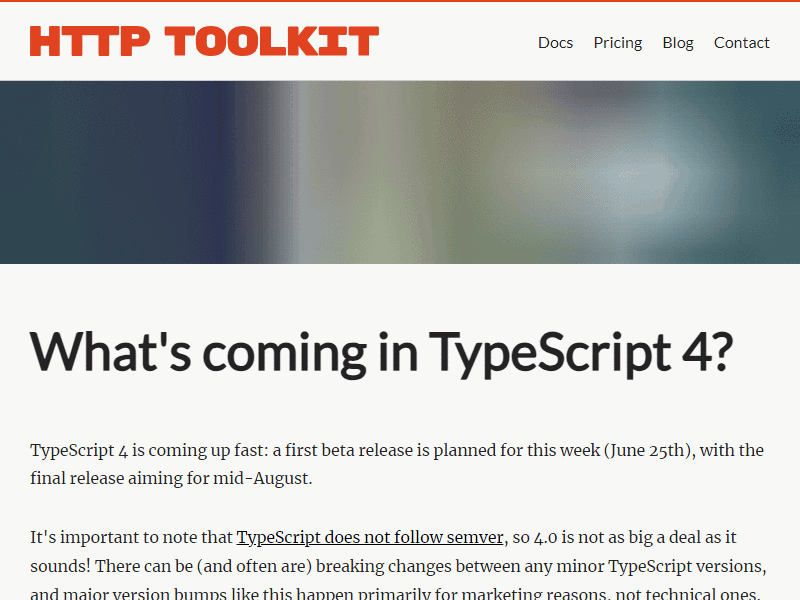 HTTP TOOLKIT
Docs Pricing Blog Contact
What's coming in TypeScript 4?
TypeScript 4 is coming up fast: a first beta release is planned for this week (June 25th), with the
final release aiming for mid-August.
It's important to note that TypeScript does not follow semver, so 4.0 is not as big a deal as it
sounds! There can be (and often are) breaking changes between any minor TypeScript versions,
and major version bumps like this happen primarily for marketing reasons, not technical ones.